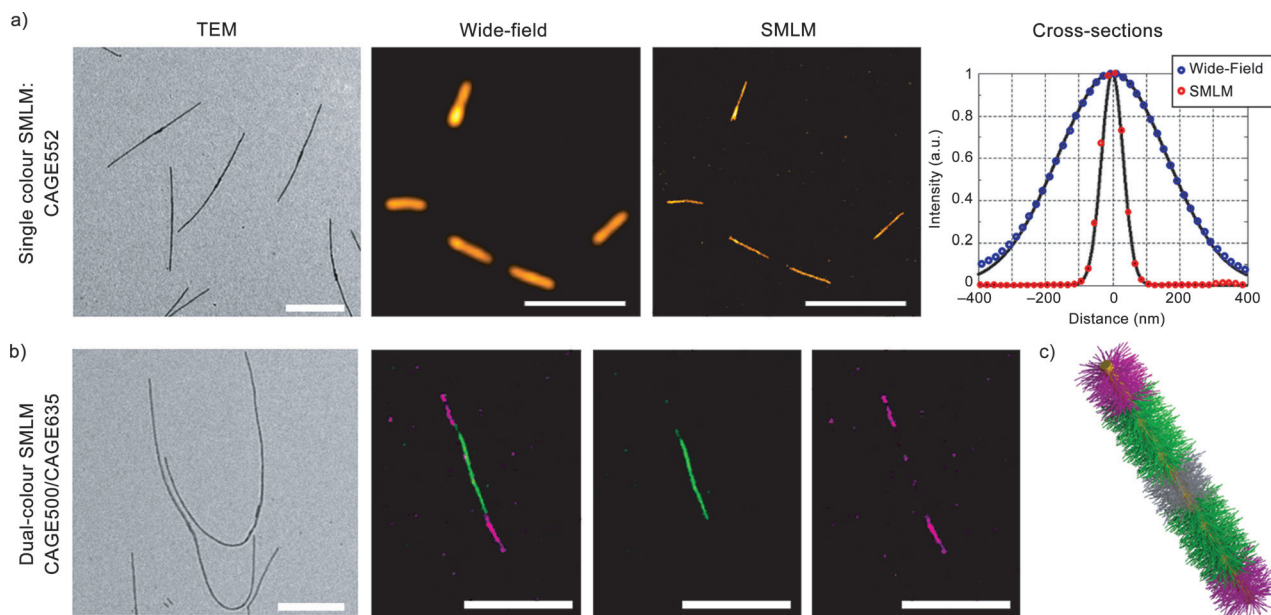 a)
TEM
Wide-field
SMLM
Cross-sections
Single colour SMLM:
CAGE552
Wide-Field
SMLM
Intensity (a.u.)
1
0.8
0.6
0.4
0.2
0
−400
−200
0
200
400
Distance (nm)
b)
Dual-colour SMLM
CAGE500/CAGE635
c)